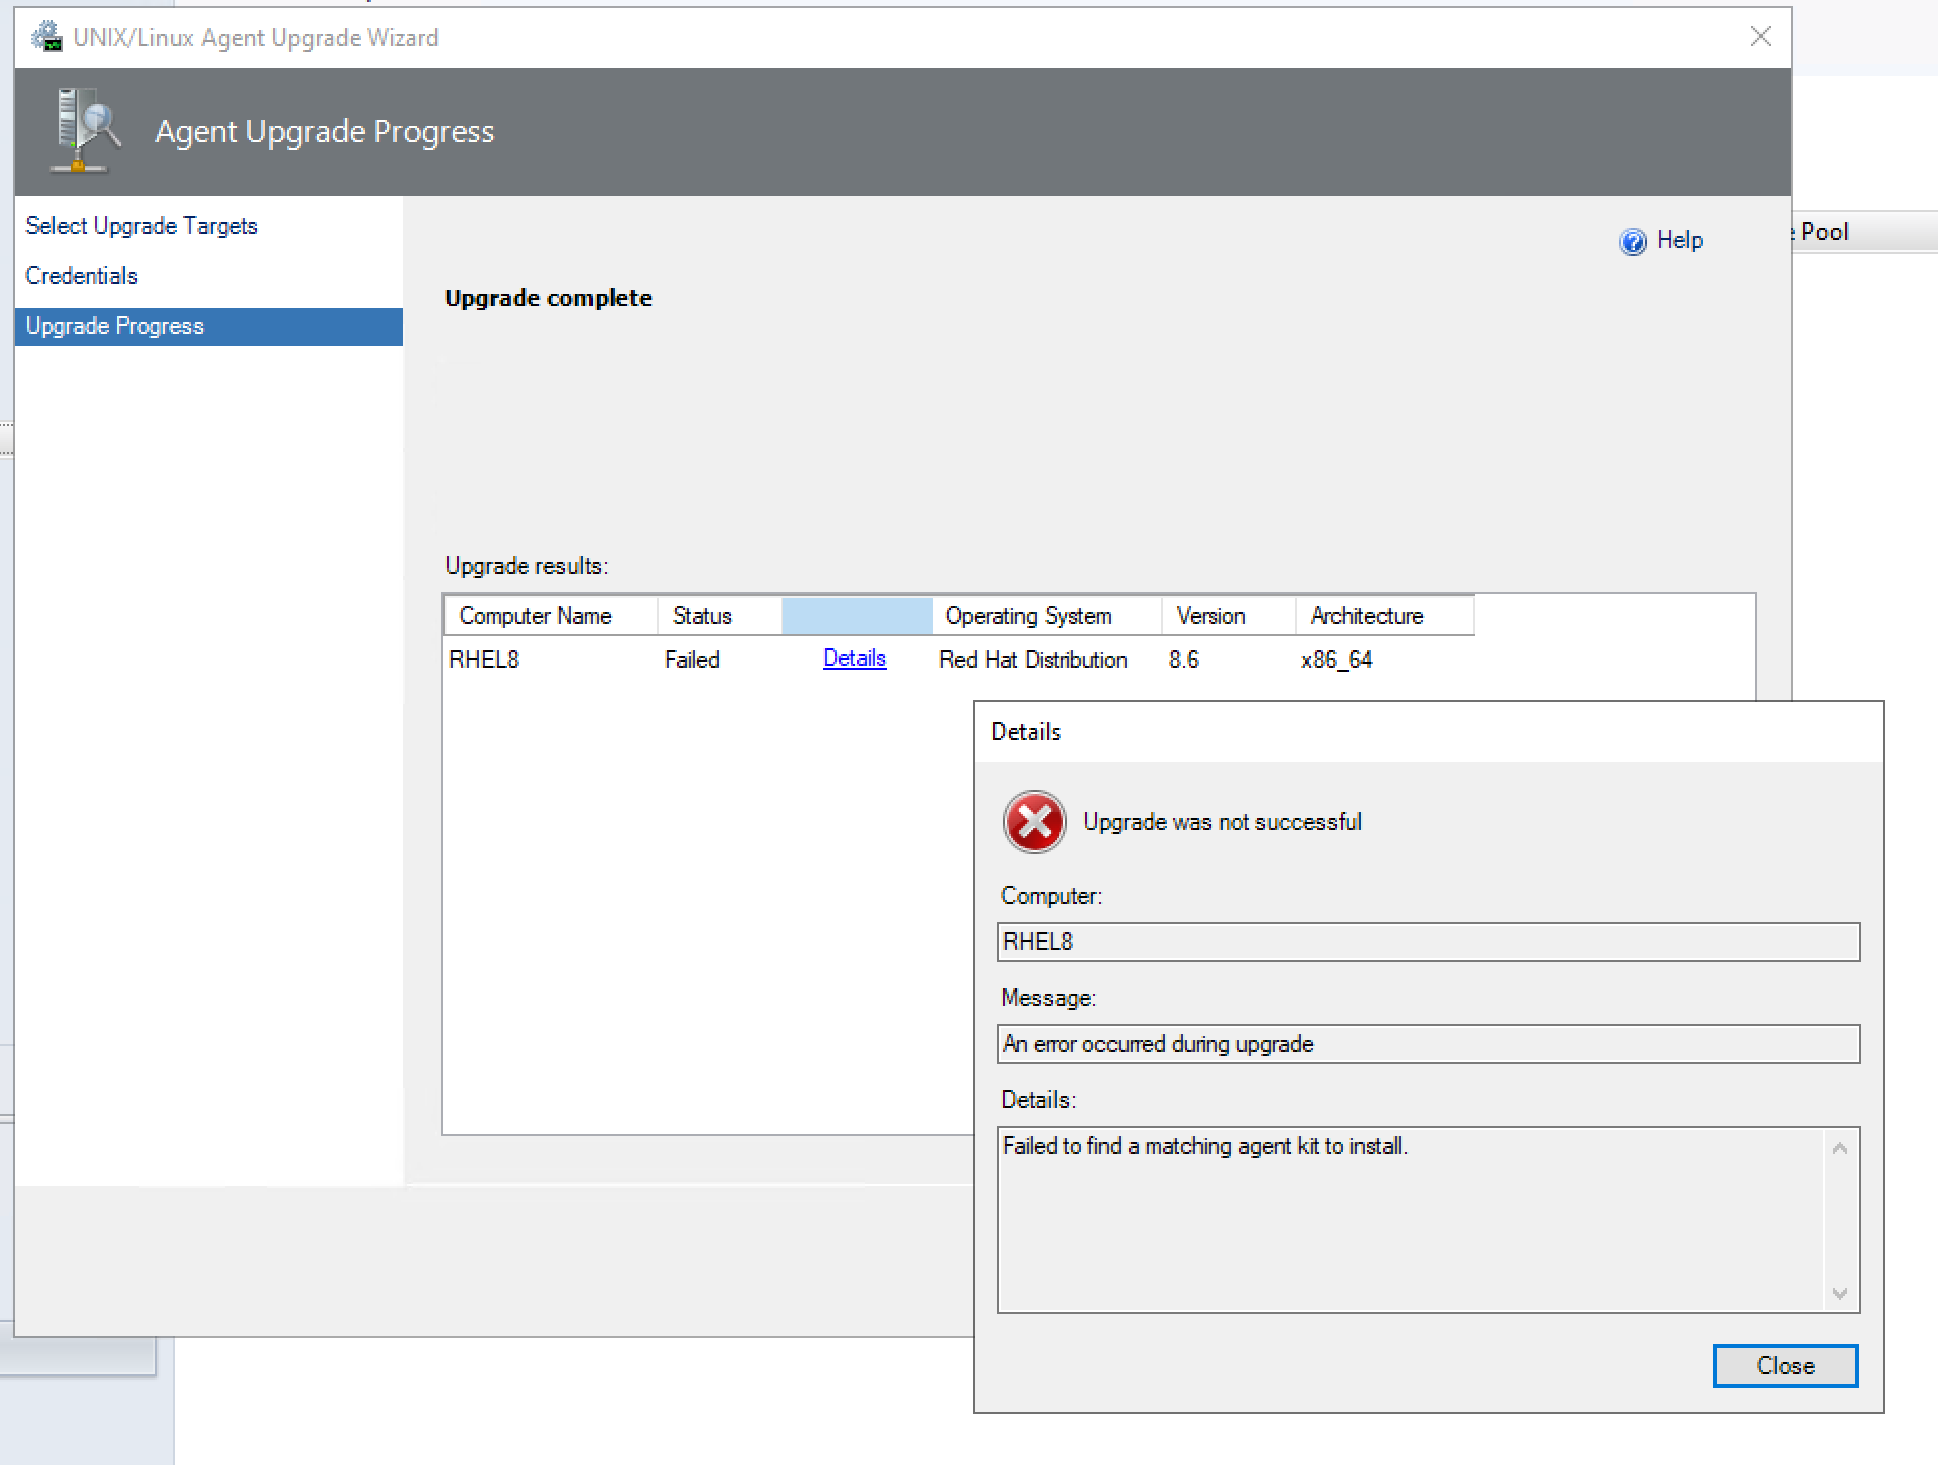 UNIX/Linux Agent Upgrade Wizard
Agent Upgrade Progress
Select Upgrade Targets
Credentials
Upgrade Progress
Help
Pool
Upgrade complete
Upgrade results:
Computer Name Status Operating System Version Architecture
RHEL8 Failed Details Red Hat Distribution 8.6 x86_64
Details
Upgrade was not successful
Computer:
RHEL8
Message:
An error occurred during upgrade
Details:
Failed to find a matching agent kit to install.
Close